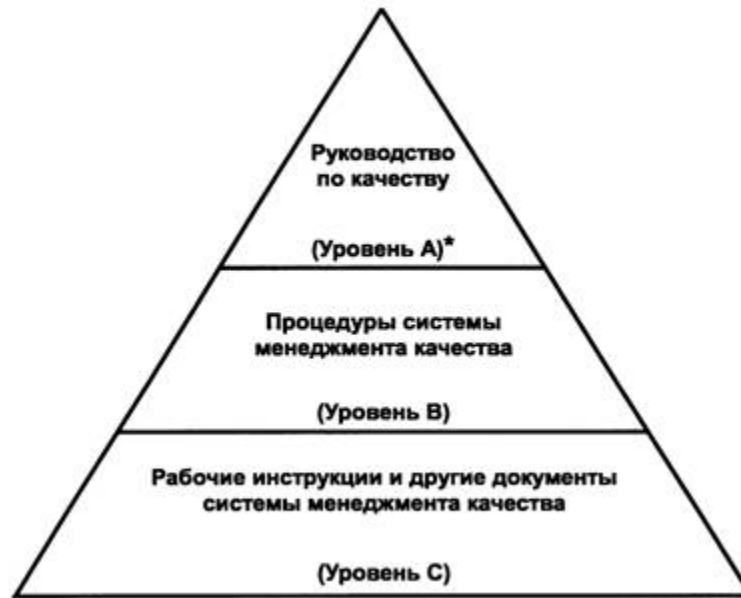 Руководство
по качеству
(Уровень А)*
Процедуры системы
менеджмента качества
(Уровень В)
Рабочие инструкции и другие документы
системы менеджмента качества
(Уровень С)